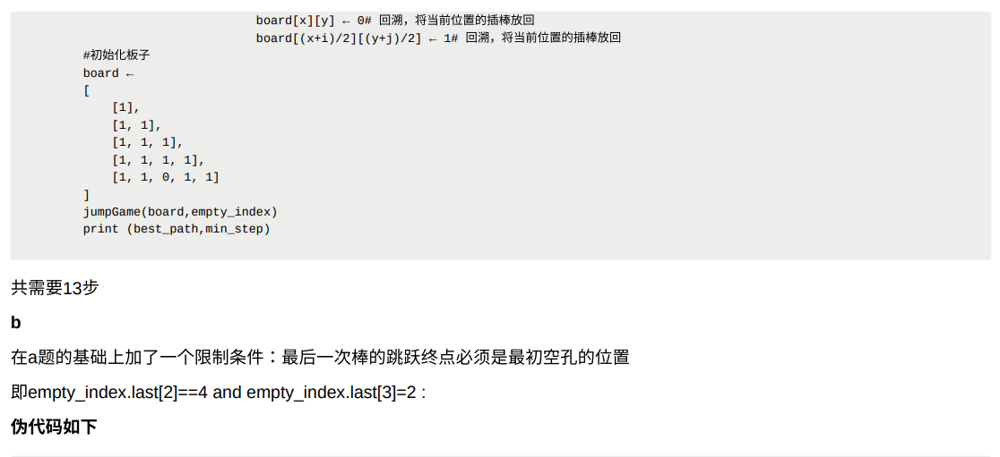 board[x][y] ← 0# 回溯，将当前位置的插棒放回
board[(x+i)/2][(y+j)/2] ← 1# 回溯，将当前位置的插棒放回
#初始化板子
board ←
[
[1],
[1, 1],
[1, 1, 1],
[1, 1, 1, 1],
[1, 1, 0, 1, 1]
]
jumpGame(board,empty_index)
print (best_path,min_step)
共需要13步
b
在a题的基础上加了一个限制条件：最后一次棒的跳跃终点必须是最初空孔的位置
即empty_index.last[2]==4 and empty_index.last[3]=2 :
伪代码如下